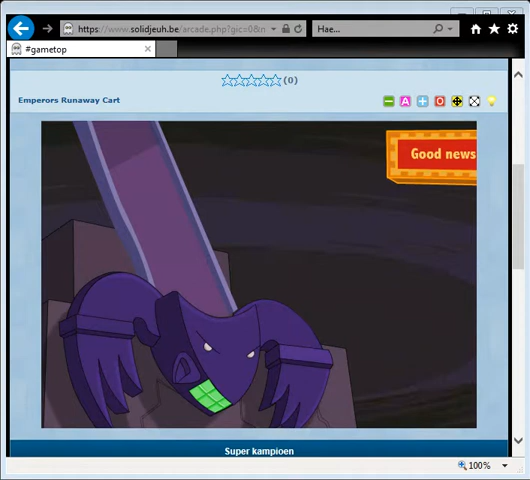 https://www.solidjeuh.be/arcade.php?gic=0&n
Hae...
#gametop
(0)
Emperors Runaway Cart
A
O
Good news
Super kampioen
100%